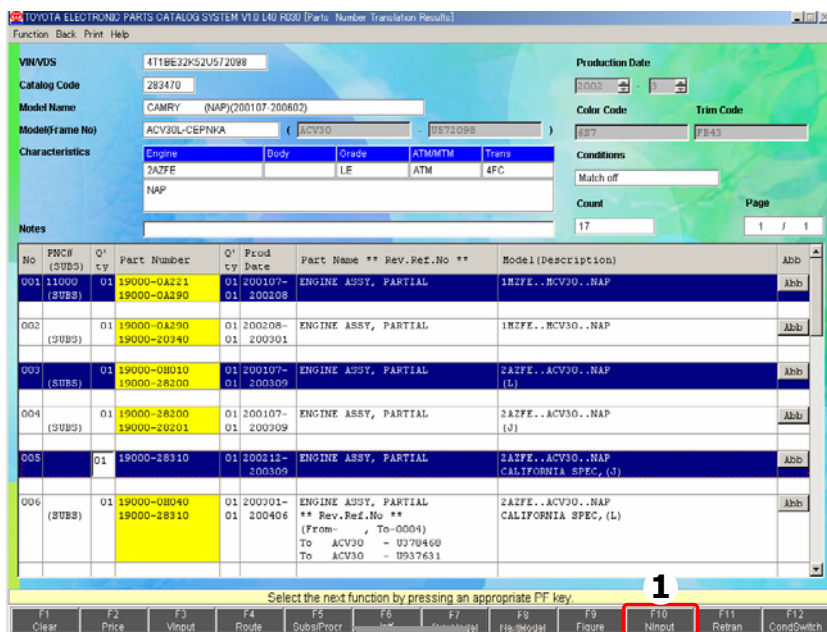 TOYOTA ELECTRONIC PARTS CATALOG SYSTEM V1.0 L40 R030 [Parts Number Translation Results]
Function Back Print Help
VIN/VDS 4T1BE32K52U572098 Production Date
Catalog Code 283470 2002 - 3
Model Name CAMRY (NAP)(200107-200602) Color Code Trim Code
Model(Frame No) ACV30L-CEPNKA ( ACV30 - U572098 ) 6S7 FB43
Characteristics Engine Body Grade ATM/MTM Trans Conditions
2AZFE LE ATM 4FC Match off
NAP
Count Page
Notes 17 1 / 1
No PNC# (SUBS) Q'ty Part Number Q'ty Prod Date Part Name ** Rev.Ref.No ** Model(Description) Abb
001 11000 01 19000-0A221 01 200107- ENGINE ASSY, PARTIAL 1MZFE..MCV30..NAP Abb
(SUBS) 19000-0A290 01 200208
002 01 19000-0A290 01 200208- ENGINE ASSY, PARTIAL 1MZFE..MCV30..NAP Abb
(SUBS) 19000-20340 01 200301
003 01 19000-0H010 01 200107- ENGINE ASSY, PARTIAL 2AZFE..ACV30..NAP Abb
(SUBS) 19000-28200 01 200309 (L)
004 01 19000-28200 01 200107- ENGINE ASSY, PARTIAL 2AZFE..ACV30..NAP Abb
(SUBS) 19000-28201 01 200309 (J)
005 01 19000-28310 01 200212- ENGINE ASSY, PARTIAL 2AZFE..ACV30..NAP Abb
200309 CALIFORNIA SPEC,(J)
006 01 19000-0H040 01 200301- ENGINE ASSY, PARTIAL 2AZFE..ACV30..NAP Abb
(SUBS) 19000-28310 01 200406 ** Rev.Ref.No ** CALIFORNIA SPEC,(L)
(From- , To-0004)
To ACV30 - U378468
To ACV30 - U937631
Select the next function by pressing an appropriate PF key.
1
F1 F2 F3 F4 F5 F6 F7 F8 F9 F10 F11 F12
Clear Price VInput Route Subs/Procr NextModel Figure NInput Retran CondSwitch